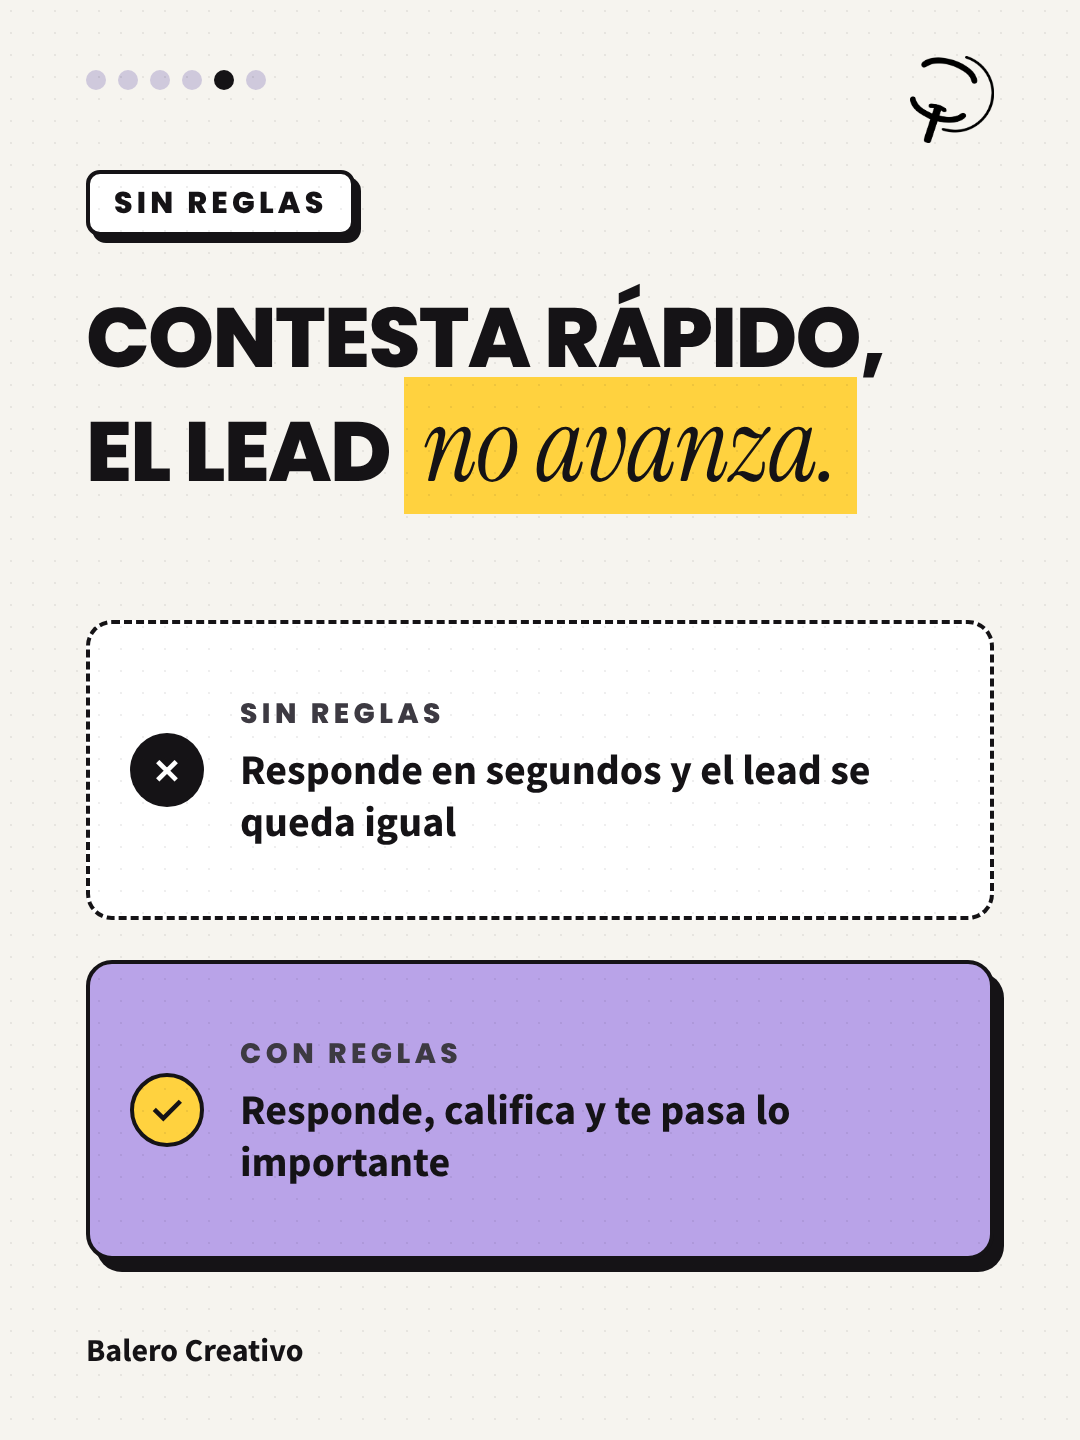 SIN REGLAS
CONTESTA RÁPIDO,
EL LEAD no avanza.
SIN REGLAS
Responde en segundos y el lead se
queda igual
CON REGLAS
Responde, califica y te pasa lo
importante
Balero Creativo